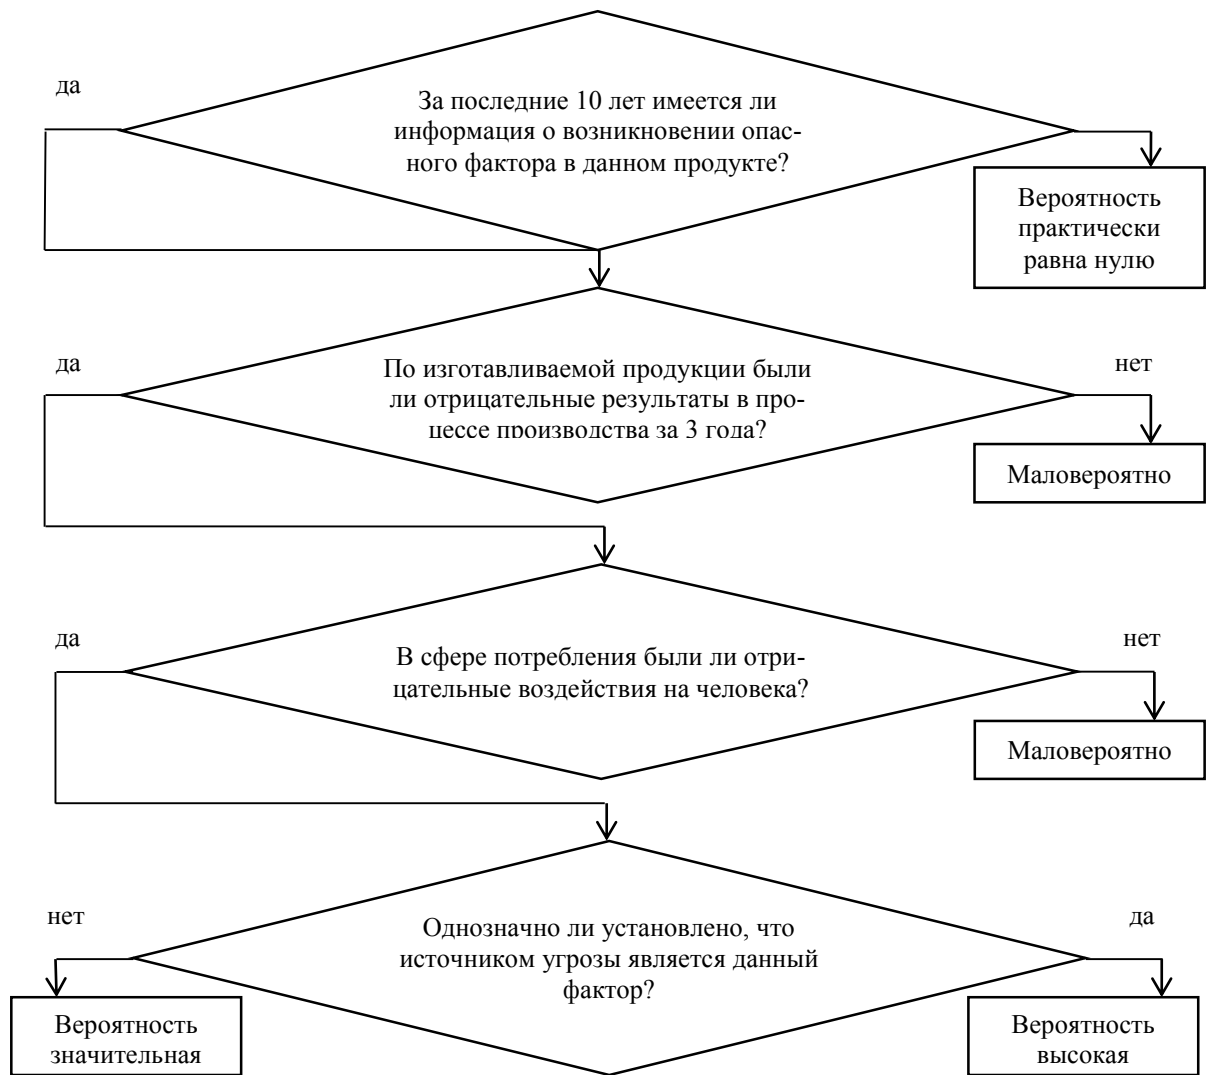 да
За последние 10 лет имеется ли
информация о возникновении опас-
ного фактора в данном продукте?
Вероятность
практически
равна нулю
да
По изготавливаемой продукции были
ли отрицательные результаты в про-
цессе производства за 3 года?
нет
Маловероятно
да
В сфере потребления были ли отри-
цательные воздействия на человека?
нет
Маловероятно
нет
Однозначно ли установлено, что
источником угрозы является данный
фактор?
да
Вероятность
значительная
Вероятность
высокая